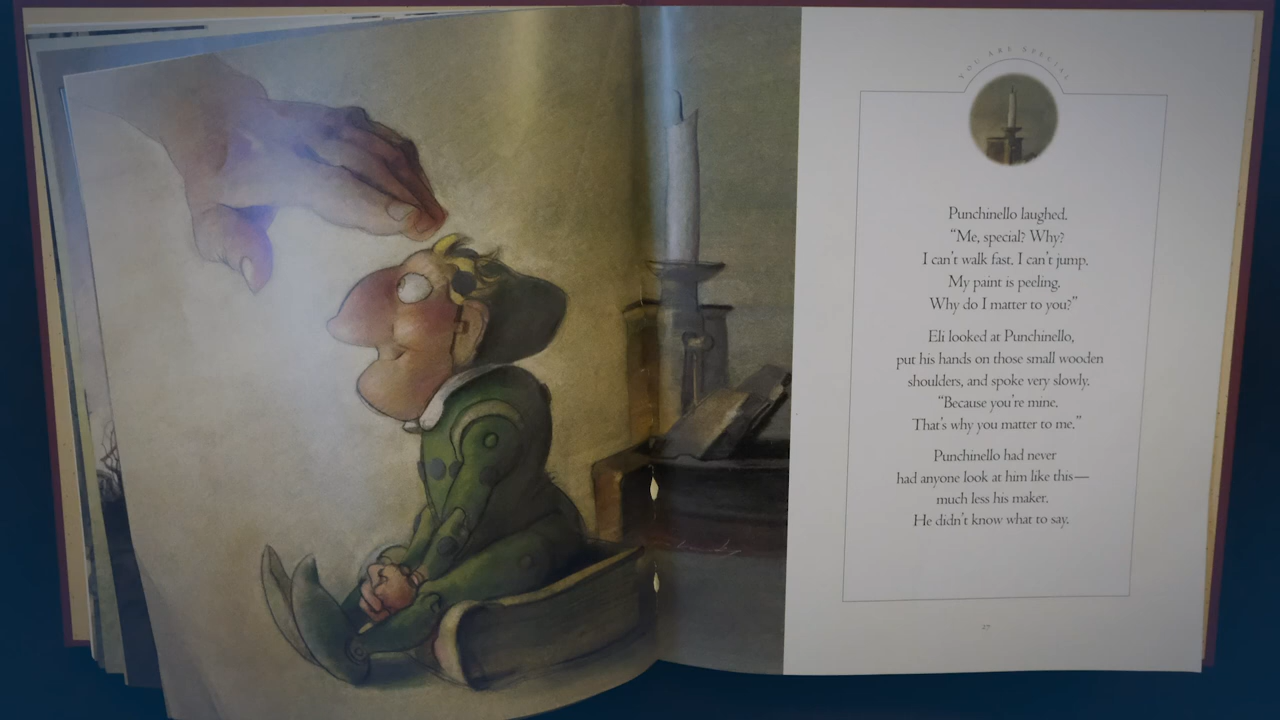 YOU ARE SPECIAL
Punchinello laughed.
“Me, special? Why?
I can’t walk fast. I can’t jump.
My paint is peeling.
Why do I matter to you?”
Eli looked at Punchinello,
put his hands on those small wooden
shoulders, and spoke very slowly.
“Because you’re mine.
That’s why you matter to me.”
Punchinello had never
had anyone look at him like this—
much less his maker.
He didn’t know what to say.
27